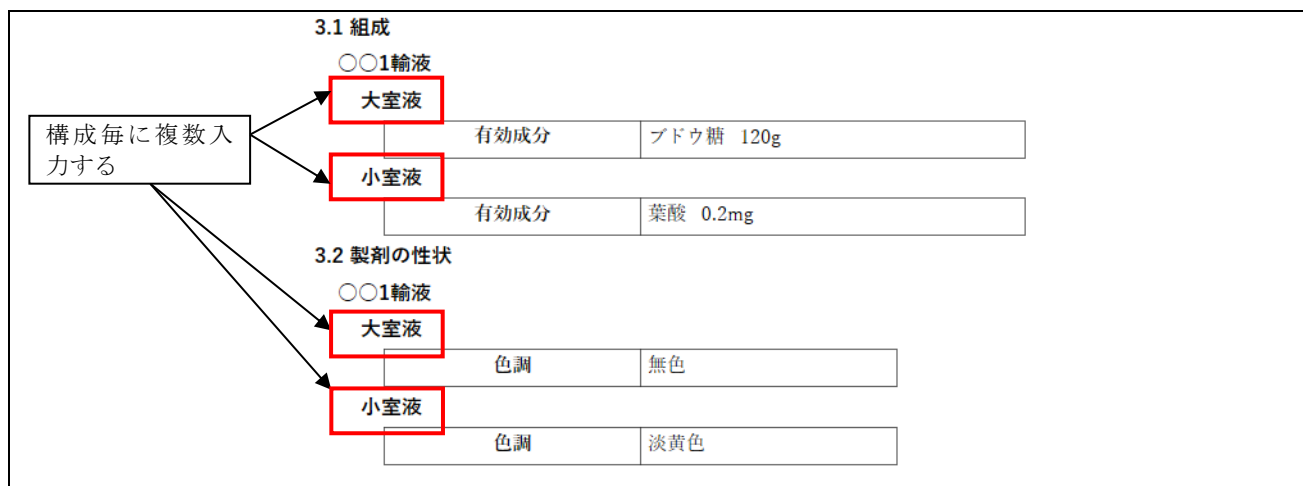 3.1 組成
○○1輸液
大室液
有効成分 ブドウ糖 120g
小室液
有効成分 葉酸 0.2mg
構成毎に複数入
力する
3.2 製剤の性状
○○1輸液
大室液
色調 無色
小室液
色調 淡黄色